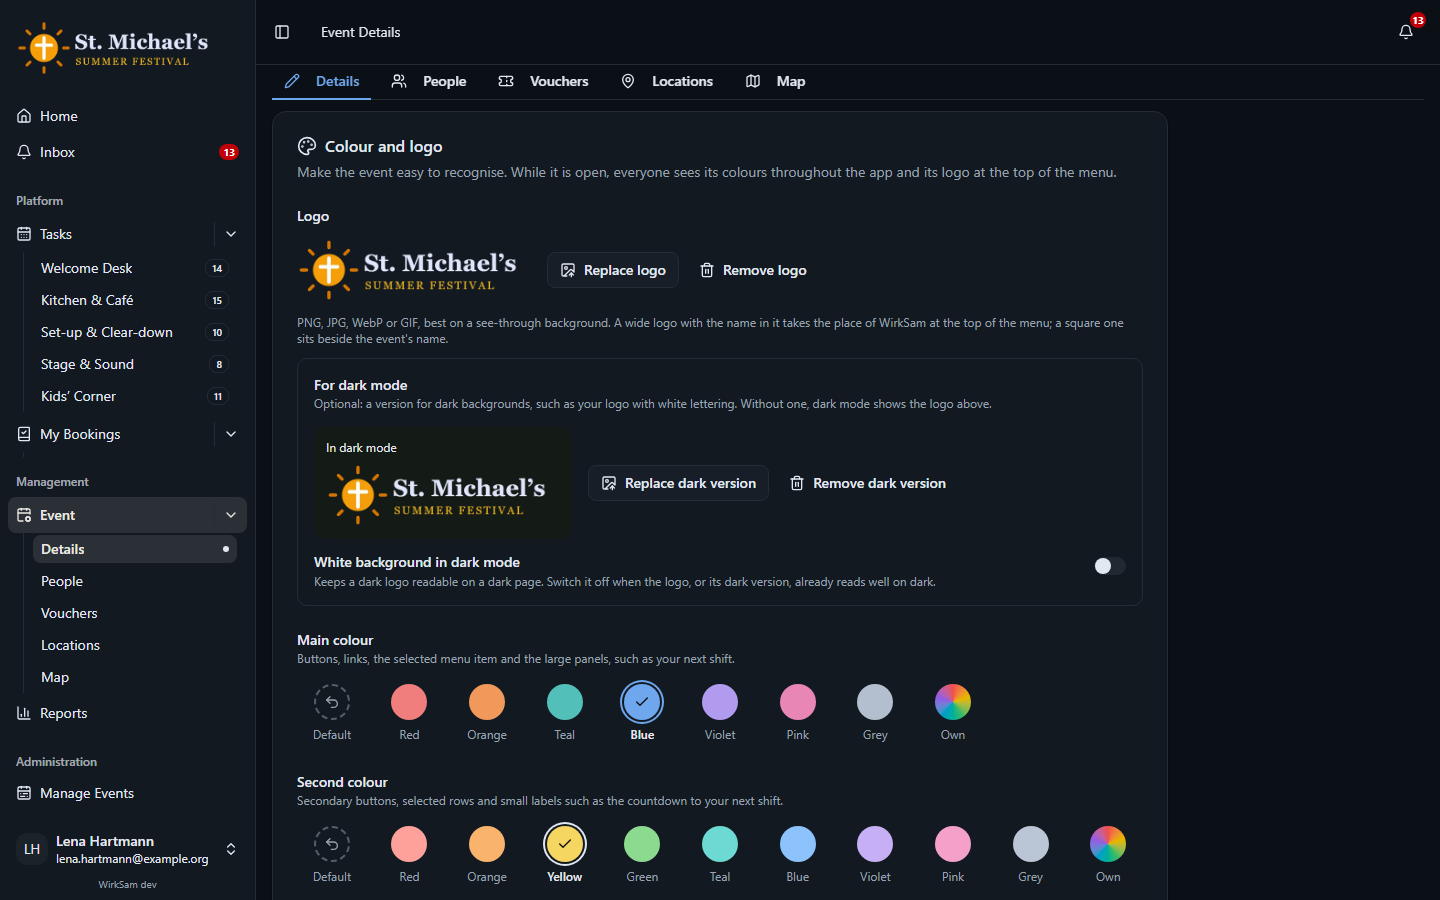 St. Michael's
SUMMER FESTIVAL
Home
Inbox
13
Platform
Tasks
Welcome Desk
14
Kitchen & Café
15
Set-up & Clear-down
10
Stage & Sound
8
Kids' Corner
11
My Bookings
Management
Event
Details
People
Vouchers
Locations
Map
Reports
Administration
Manage Events
LH
Lena Hartmann
lena.hartmann@example.org
WirkSam dev
Event Details
13
Details
People
Vouchers
Locations
Map
Colour and logo
Make the event easy to recognise. While it is open, everyone sees its colours throughout the app and its logo at the top of the menu.
Logo
St. Michael's
SUMMER FESTIVAL
Replace logo
Remove logo
PNG, JPG, WebP or GIF, best on a see-through background. A wide logo with the name in it takes the place of WirkSam at the top of the menu; a square one
sits beside the event's name.
For dark mode
Optional: a version for dark backgrounds, such as your logo with white lettering. Without one, dark mode shows the logo above.
In dark mode
St. Michael's
SUMMER FESTIVAL
Replace dark version
Remove dark version
White background in dark mode
Keeps a dark logo readable on a dark page. Switch it off when the logo, or its dark version, already reads well on dark.
Main colour
Buttons, links, the selected menu item and the large panels, such as your next shift.
Default
Red
Orange
Teal
Blue
Violet
Pink
Grey
Own
Second colour
Secondary buttons, selected rows and small labels such as the countdown to your next shift.
Default
Red
Orange
Yellow
Green
Teal
Blue
Violet
Pink
Grey
Own